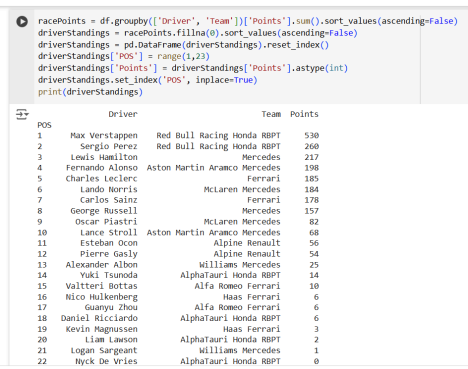 racePoints = df.groupby(['Driver', 'Team'])['Points'].sum().sort_values(ascending=False)
driverStandings = racePoints.fillna(0).sort_values(ascending=False)
driverStandings = pd.DataFrame(driverStandings).reset_index()
driverStandings['POS'] = range(1,23)
driverStandings['Points'] = driverStandings['Points'].astype(int)
driverStandings.set_index('POS', inplace=True)
print(driverStandings)
Driver Team Points
POS
1 Max Verstappen Red Bull Racing Honda RBPT 530
2 Sergio Perez Red Bull Racing Honda RBPT 260
3 Lewis Hamilton Mercedes 217
4 Fernando Alonso Aston Martin Aramco Mercedes 198
5 Charles Leclerc Ferrari 185
6 Lando Norris McLaren Mercedes 184
7 Carlos Sainz Ferrari 178
8 George Russell Mercedes 157
9 Oscar Piastri McLaren Mercedes 82
10 Lance Stroll Aston Martin Aramco Mercedes 68
11 Esteban Ocon Alpine Renault 56
12 Pierre Gasly Alpine Renault 54
13 Alexander Albon Williams Mercedes 25
14 Yuki Tsunoda AlphaTauri Honda RBPT 14
15 Valtteri Bottas Alfa Romeo Ferrari 10
16 Nico Hulkenberg Haas Ferrari 6
17 Guanyu Zhou Alfa Romeo Ferrari 6
18 Daniel Ricciardo AlphaTauri Honda RBPT 6
19 Kevin Magnussen Haas Ferrari 3
20 Liam Lawson AlphaTauri Honda RBPT 2
21 Logan Sargeant Williams Mercedes 1
22 Nyck De Vries AlphaTauri Honda RBPT 0